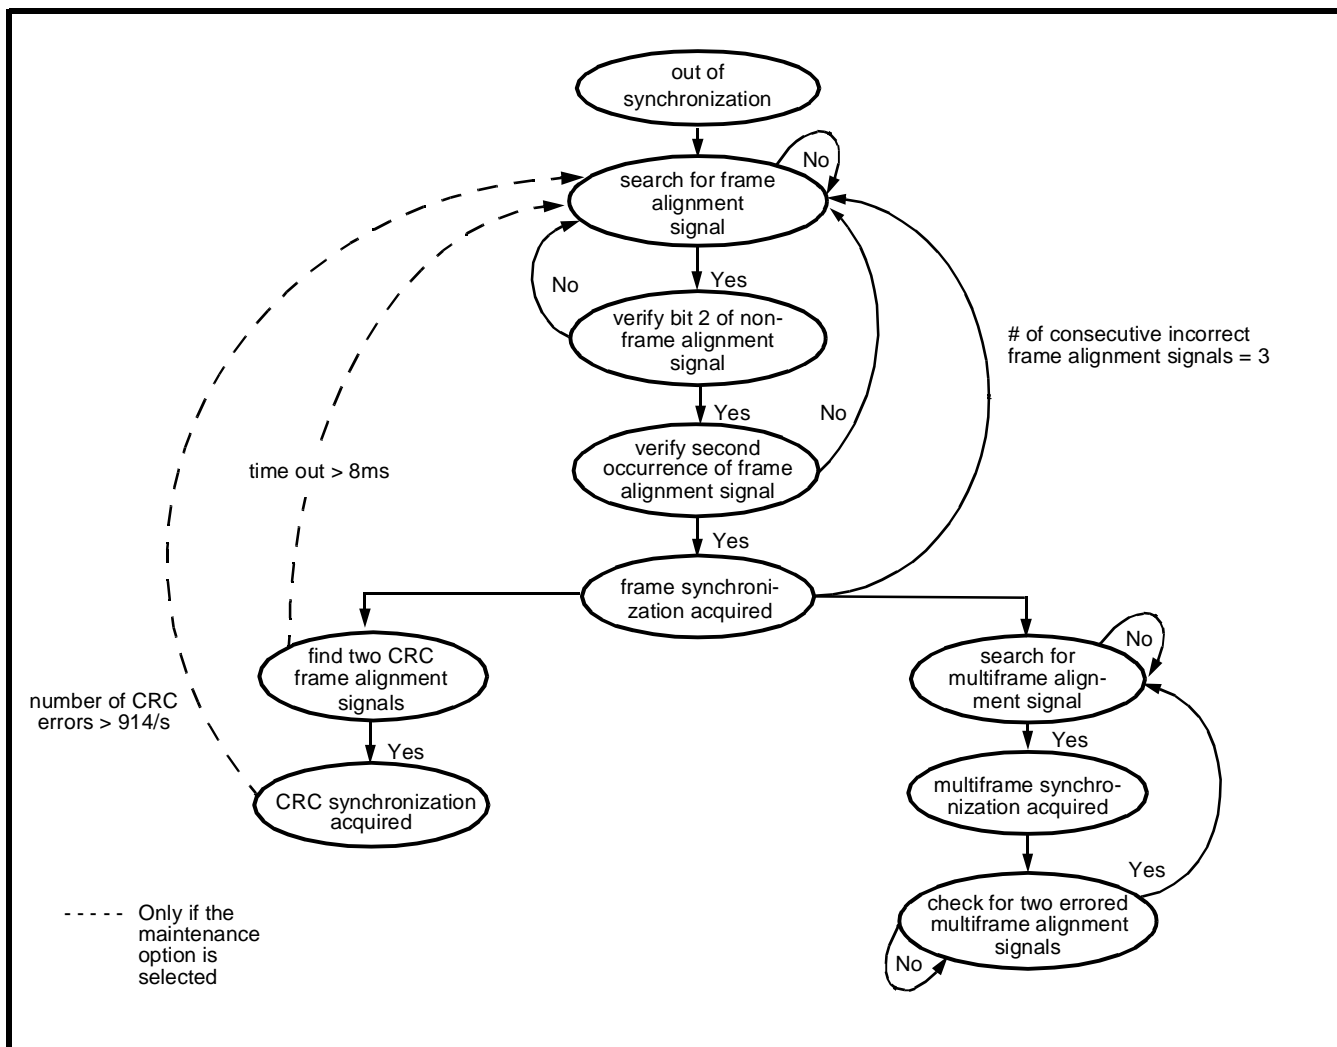 out of
synchronization
No
search for frame
alignment
signal
Yes
No
verify bit 2 of non-
frame alignment
signal
# of consecutive incorrect
frame alignment signals = 3
Yes
No
verify second
occurrence of frame
alignment signal
time out > 8ms
Yes
frame synchroni-
zation acquired
find two CRC
frame alignment
signals
No
search for
multiframe align-
ment signal
number of CRC
errors > 914/s
Yes
Yes
CRC synchronization
acquired
multiframe synchro-
nization acquired
Yes
check for two errored
multiframe alignment
signals
No
- - - - - Only if the
maintenance
option is
selected